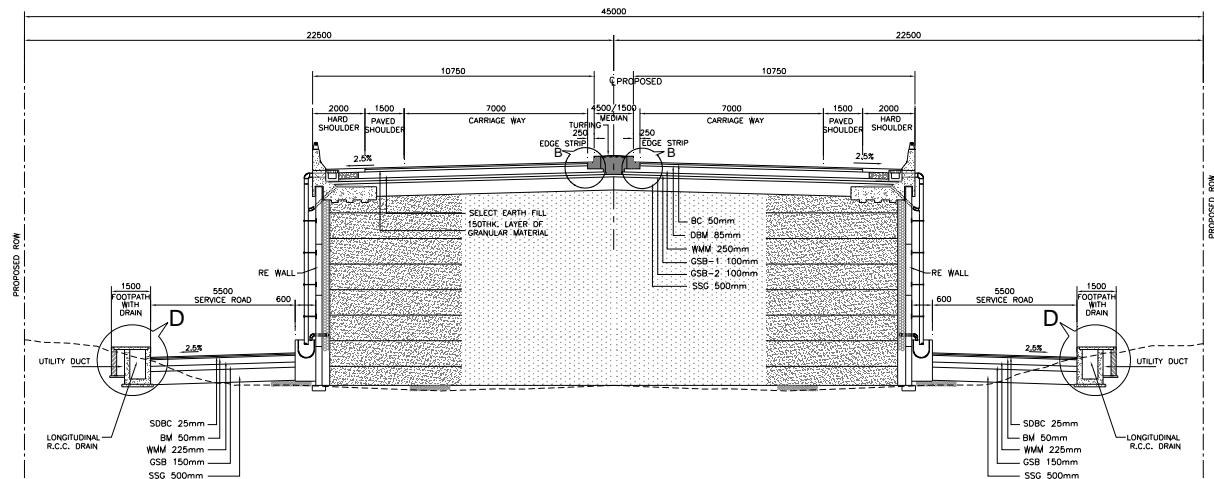 45000
22500
22500
10750
10750
℄ PROPOSED
2000
1500
7000
4500/1500
7000
1500
2000
HARD
SHOULDER
PAVED
SHOULDER
CARRIAGE WAY
MEDIAN
TURFING
CARRIAGE WAY
PAVED
SHOULDER
HARD
SHOULDER
250
250
EDGE STRIP
EDGE STRIP
B
B
2.5%
2.5%
SELECT EARTH FILL
150THK. LAYER OF
GRANULAR MATERIAL
BC 50mm
DBM 85mm
WMM 250mm
GSB-1 100mm
GSB-2 100mm
SSG 500mm
PROPOSED ROW
PROPOSED ROW
RE WALL
RE WALL
1500
FOOTPATH
WITH
DRAIN
5500
SERVICE ROAD
600
600
5500
SERVICE ROAD
1500
FOOTPATH
WITH
DRAIN
D
D
2.5%
2.5%
UTILITY DUCT
UTILITY DUCT
LONGITUDINAL
R.C.C. DRAIN
SDBC 25mm
BM 50mm
WMM 225mm
GSB 150mm
SSG 500mm
SDBC 25mm
BM 50mm
WMM 225mm
GSB 150mm
SSG 500mm
LONGITUDINAL
R.C.C. DRAIN